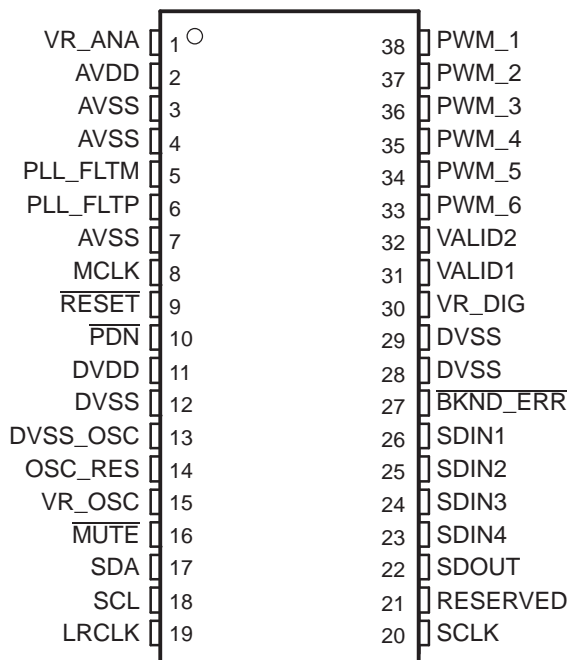 VR_ANA 1 38 PWM_1
AVDD 2 37 PWM_2
AVSS 3 36 PWM_3
AVSS 4 35 PWM_4
PLL_FLTM 5 34 PWM_5
PLL_FLTP 6 33 PWM_6
AVSS 7 32 VALID2
MCLK 8 31 VALID1
RESET 9 30 VR_DIG
PDN 10 29 DVSS
DVDD 11 28 DVSS
DVSS 12 27 BKND_ERR
DVSS_OSC 13 26 SDIN1
OSC_RES 14 25 SDIN2
VR_OSC 15 24 SDIN3
MUTE 16 23 SDIN4
SDA 17 22 SDOUT
SCL 18 21 RESERVED
LRCLK 19 20 SCLK